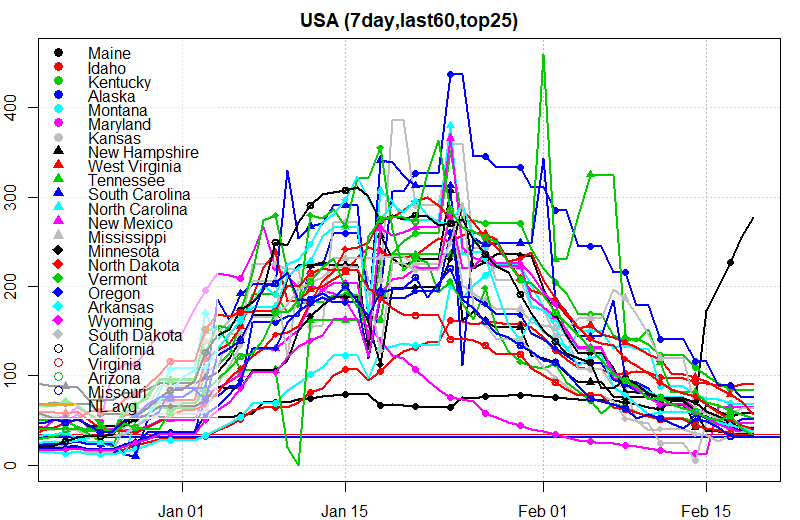 USA (7day,last60,top25)
400
300
200
100
0
Maine
Idaho
Kentucky
Alaska
Montana
Maryland
Kansas
New Hampshire
West Virginia
Tennessee
South Carolina
North Carolina
New Mexico
Mississippi
Minnesota
North Dakota
Vermont
Oregon
Arkansas
Wyoming
South Dakota
California
Virginia
Arizona
Missouri
NL avg
Jan 01 Jan 15 Feb 01 Feb 15